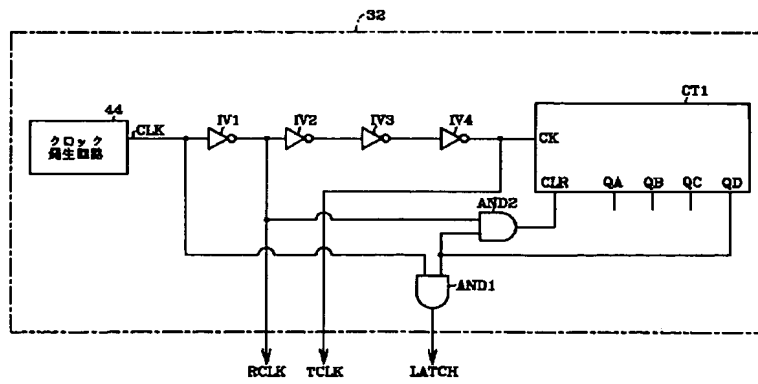 32
44
CLK
クロック
発生回路
IV1
IV2
IV3
IV4
CT1
CK
CLR
QA
QB
QC
QD
AND2
AND1
RCLK
TCLK
LATCH